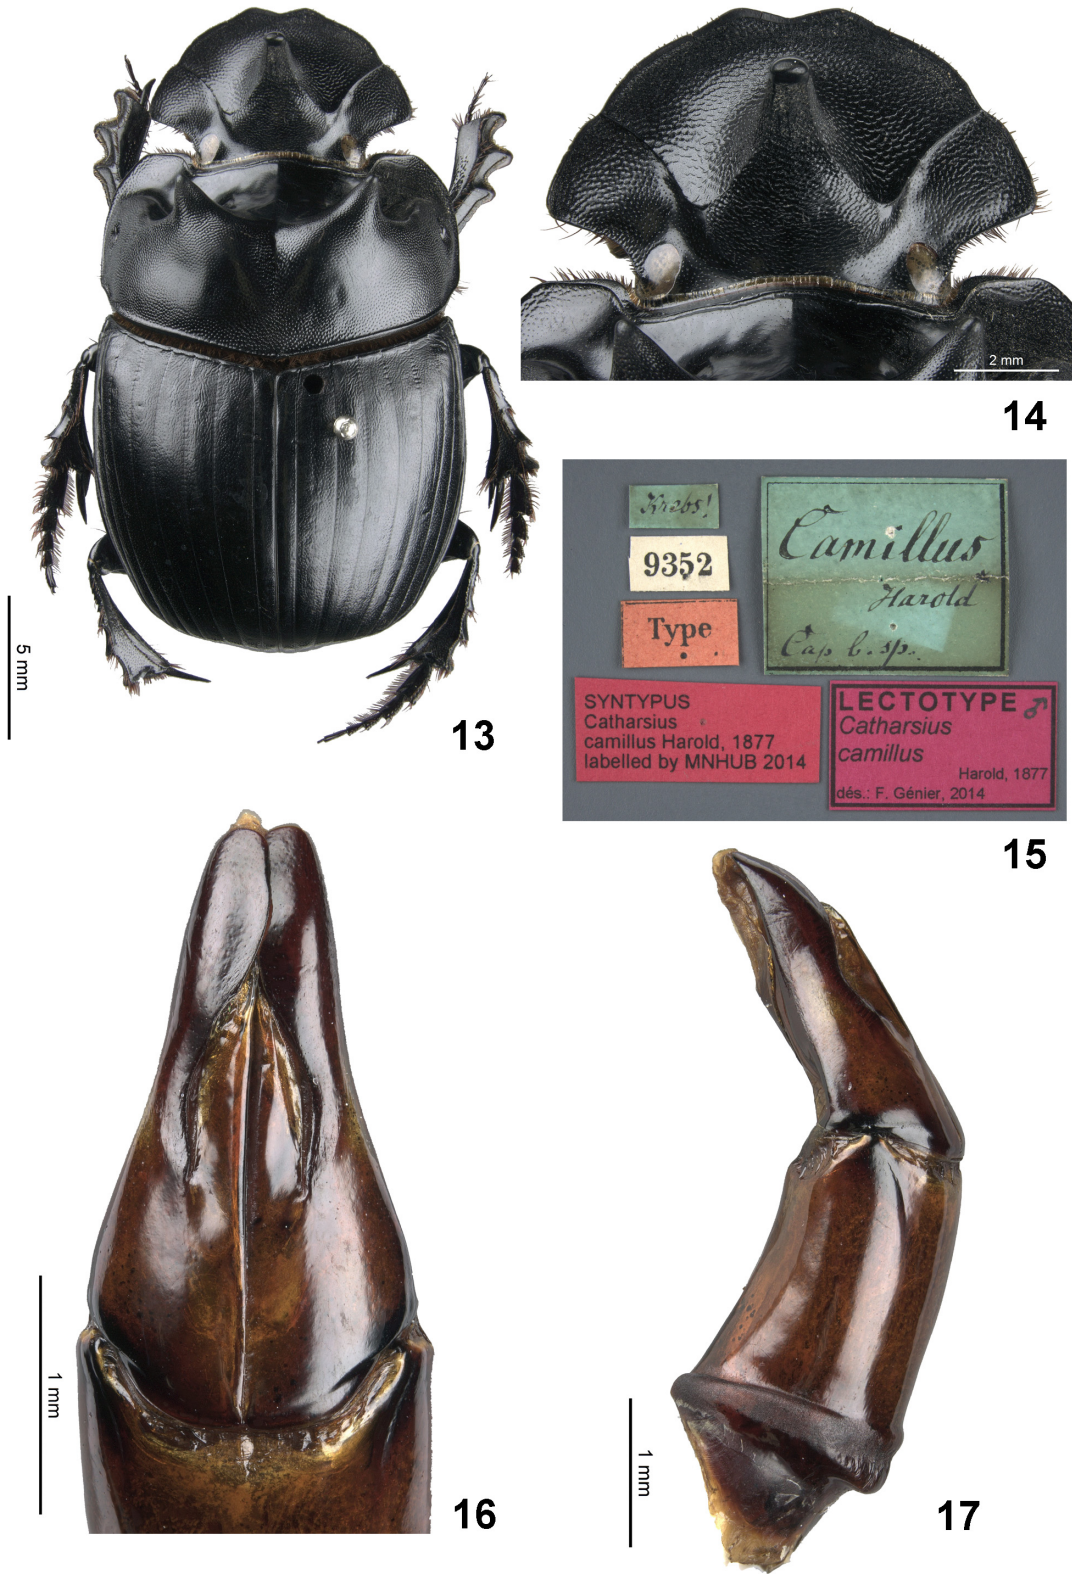 2 mm
14
5 mm
13
Krebs!
9352
Type
Camillus
Harold
Cap b. sp.
SYNTYPUS
Catharsius
camillus Harold, 1877
labelled by MNHUB 2014
LECTOTYPE ♂
Catharsius
camillus
Harold, 1877
dés.: F. Génier, 2014
15
1 mm
16
1 mm
17